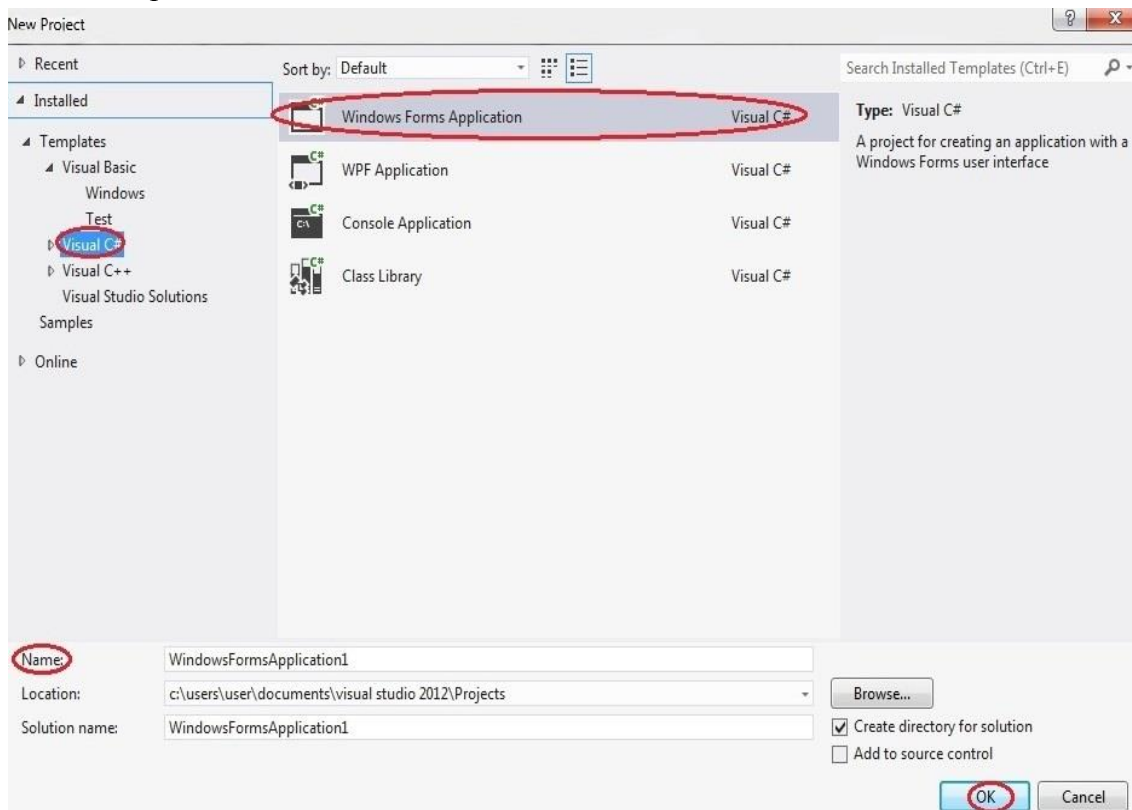 New Project
Recent
Installed
Templates
Visual Basic
Windows
Test
Visual C#
Visual C++
Visual Studio Solutions
Samples
Online
Sort by: Default
C# Windows Forms Application Visual C#
C# WPF Application Visual C#
C# C:\ Console Application Visual C#
C# Class Library Visual C#
Search Installed Templates (Ctrl+E)
Type: Visual C#
A project for creating an application with a
Windows Forms user interface
Name: WindowsFormsApplication1
Location: c:\users\user\documents\visual studio 2012\Projects
Solution name: WindowsFormsApplication1
Browse...
Create directory for solution
Add to source control
OK Cancel